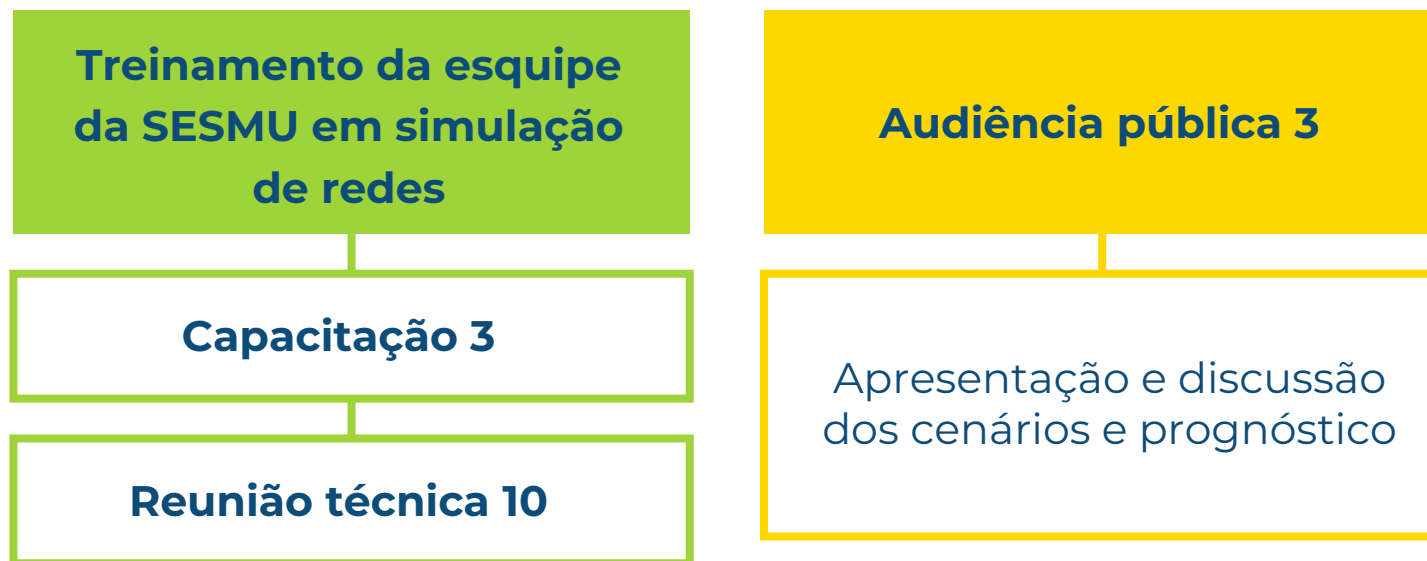 Treinamento da esquipe
da SESMU em simulação
de redes
Capacitação 3
Reunião técnica 10
Audiência pública 3
Apresentação e discussão
dos cenários e prognóstico